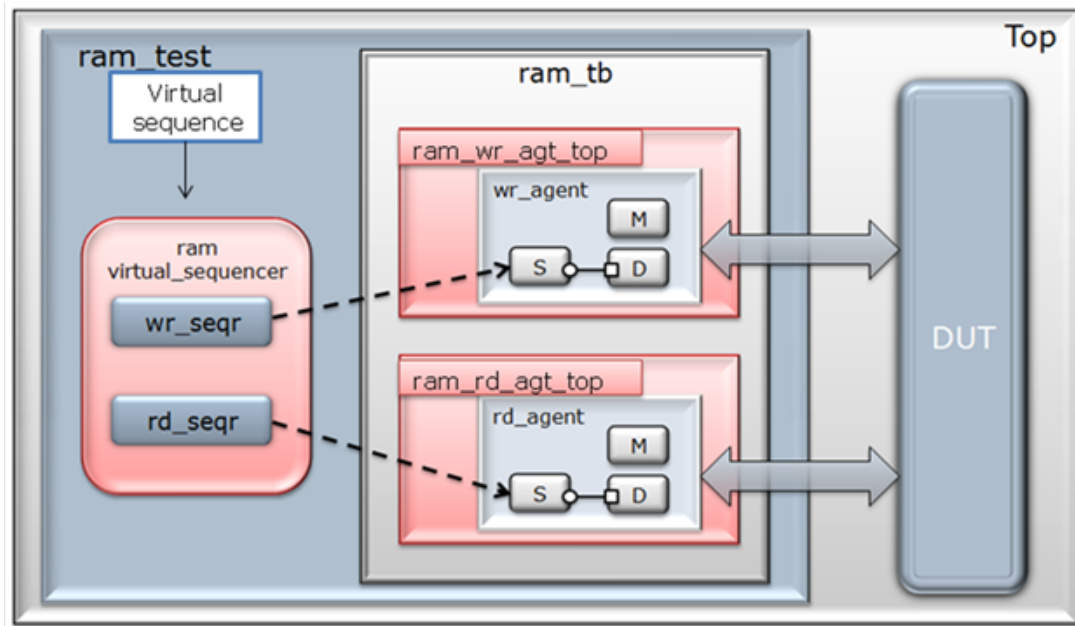 Top
ram_test
Virtual
sequence
ram
virtual_sequencer
wr_seqr
rd_seqr
ram_tb
ram_wr_agt_top
wr_agent
M
S
D
ram_rd_agt_top
rd_agent
M
S
D
DUT